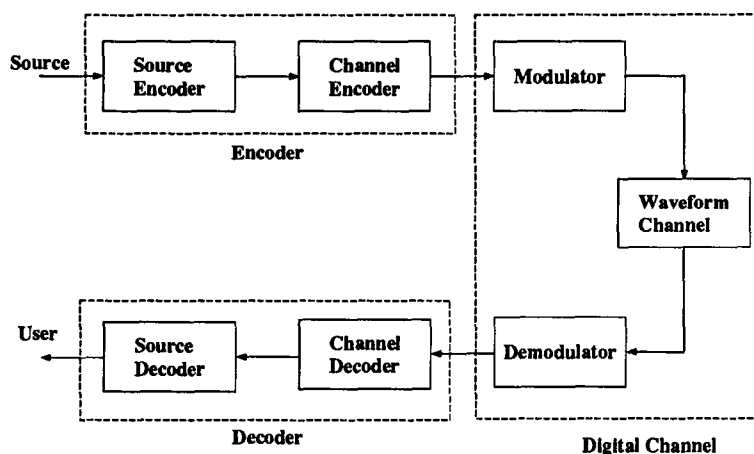 Source
Source
Encoder
Channel
Encoder
Modulator
Encoder
Waveform
Channel
User
Source
Decoder
Channel
Decoder
Demodulator
Decoder
Digital Channel